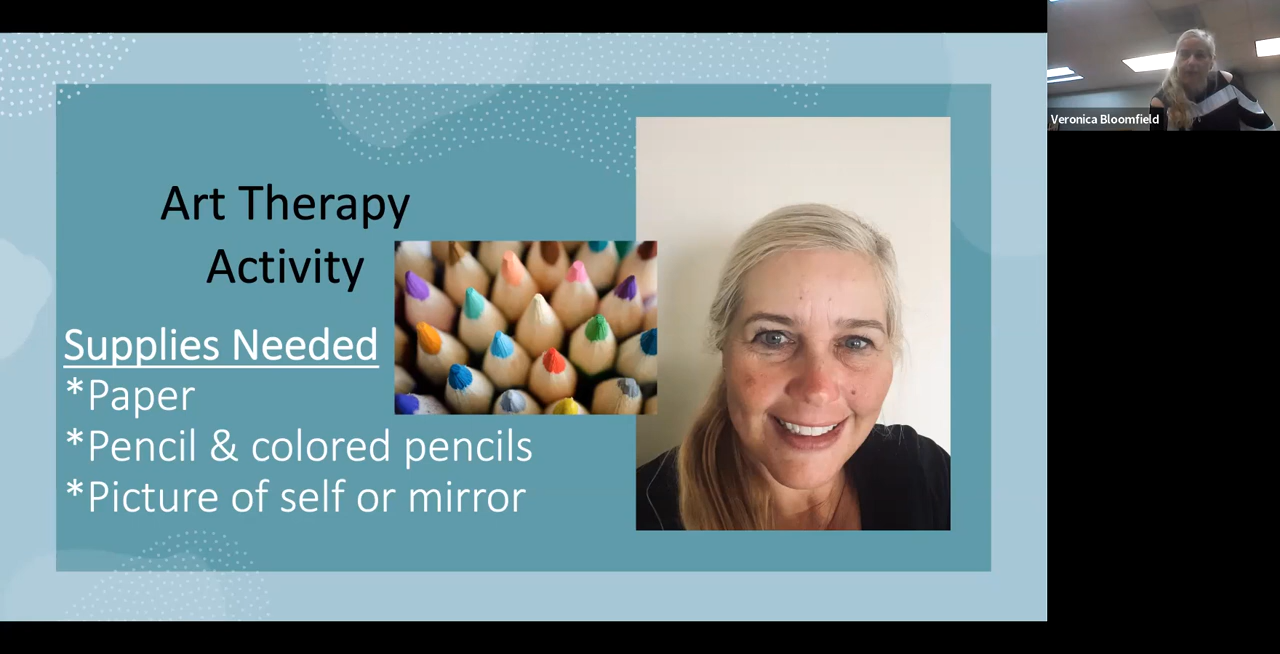 Art Therapy
Activity
Supplies Needed
*Paper
*Pencil & colored pencils
*Picture of self or mirror
Veronica Bloomfield